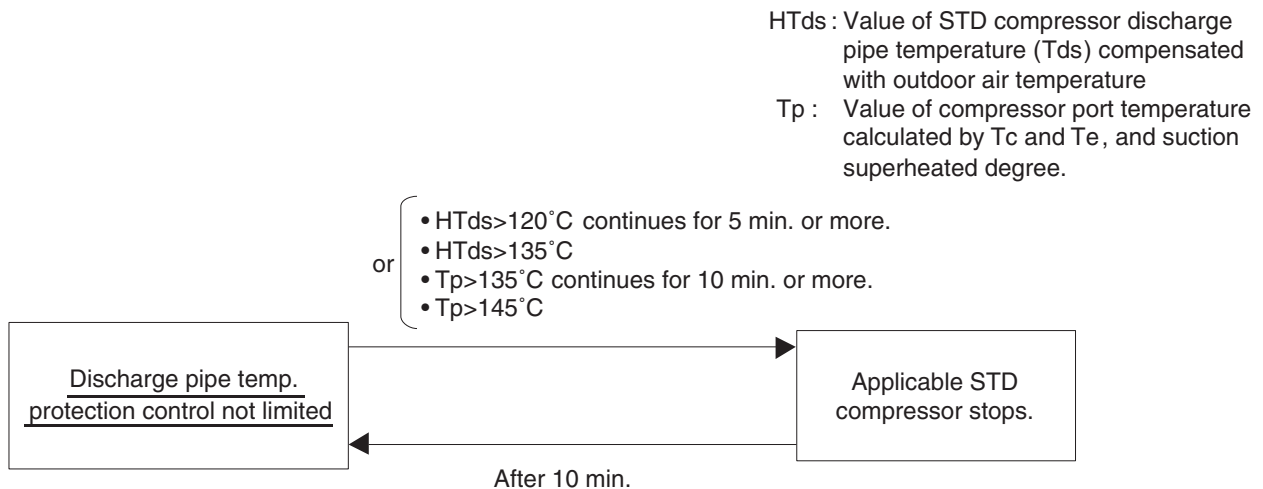 HTds : Value of STD compressor discharge
pipe temperature (Tds) compensated
with outdoor air temperature
Tp : Value of compressor port temperature
calculated by Tc and Te, and suction
superheated degree.
or
• HTds>120˚C continues for 5 min. or more.
• HTds>135˚C
• Tp>135˚C continues for 10 min. or more.
• Tp>145˚C
Discharge pipe temp.
protection control not limited
Applicable STD
compressor stops.
After 10 min.